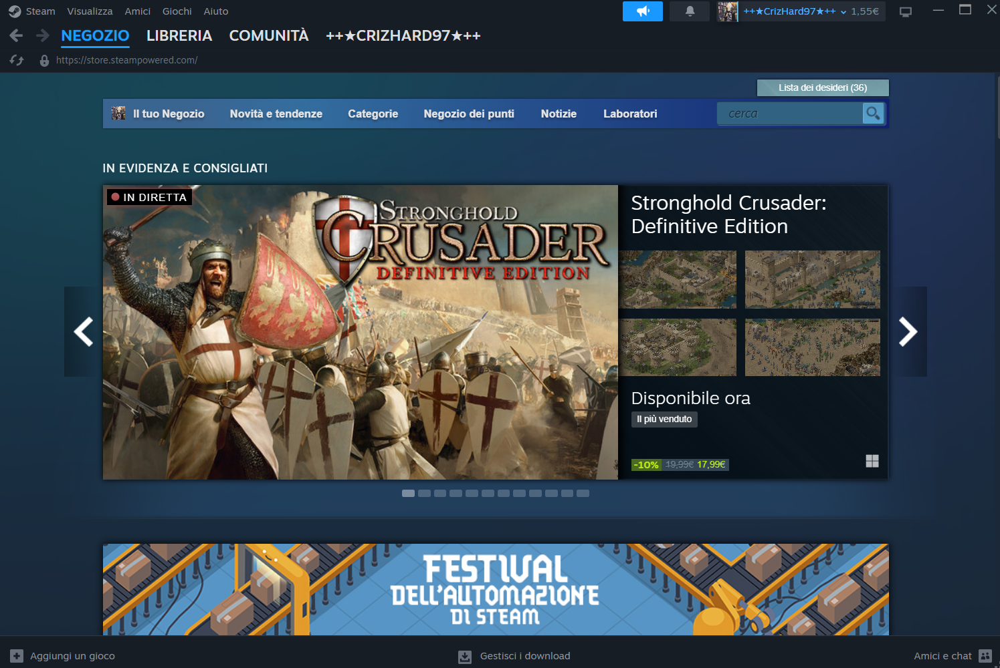 Steam Visualizza Amici Giochi Aiuto
++★CrizHard97★++ 1,55€
NEGOZIO LIBRERIA COMUNITÀ ++★CRIZHARD97★++
https://store.steampowered.com/
Lista dei desideri (36)
Il tuo Negozio Novità e tendenze Categorie Negozio dei punti Notizie Laboratori cerca
IN EVIDENZA E CONSIGLIATI
IN DIRETTA
STRONGHOLD
CRUSADER
DEFINITIVE EDITION
Stronghold Crusader:
Definitive Edition
Disponibile ora
Il più venduto
-10% 19,99€ 17,99€
FESTIVAL
DELL'AUTOMAZIONE
DI STEAM
Aggiungi un gioco Gestisci i download Amici e chat